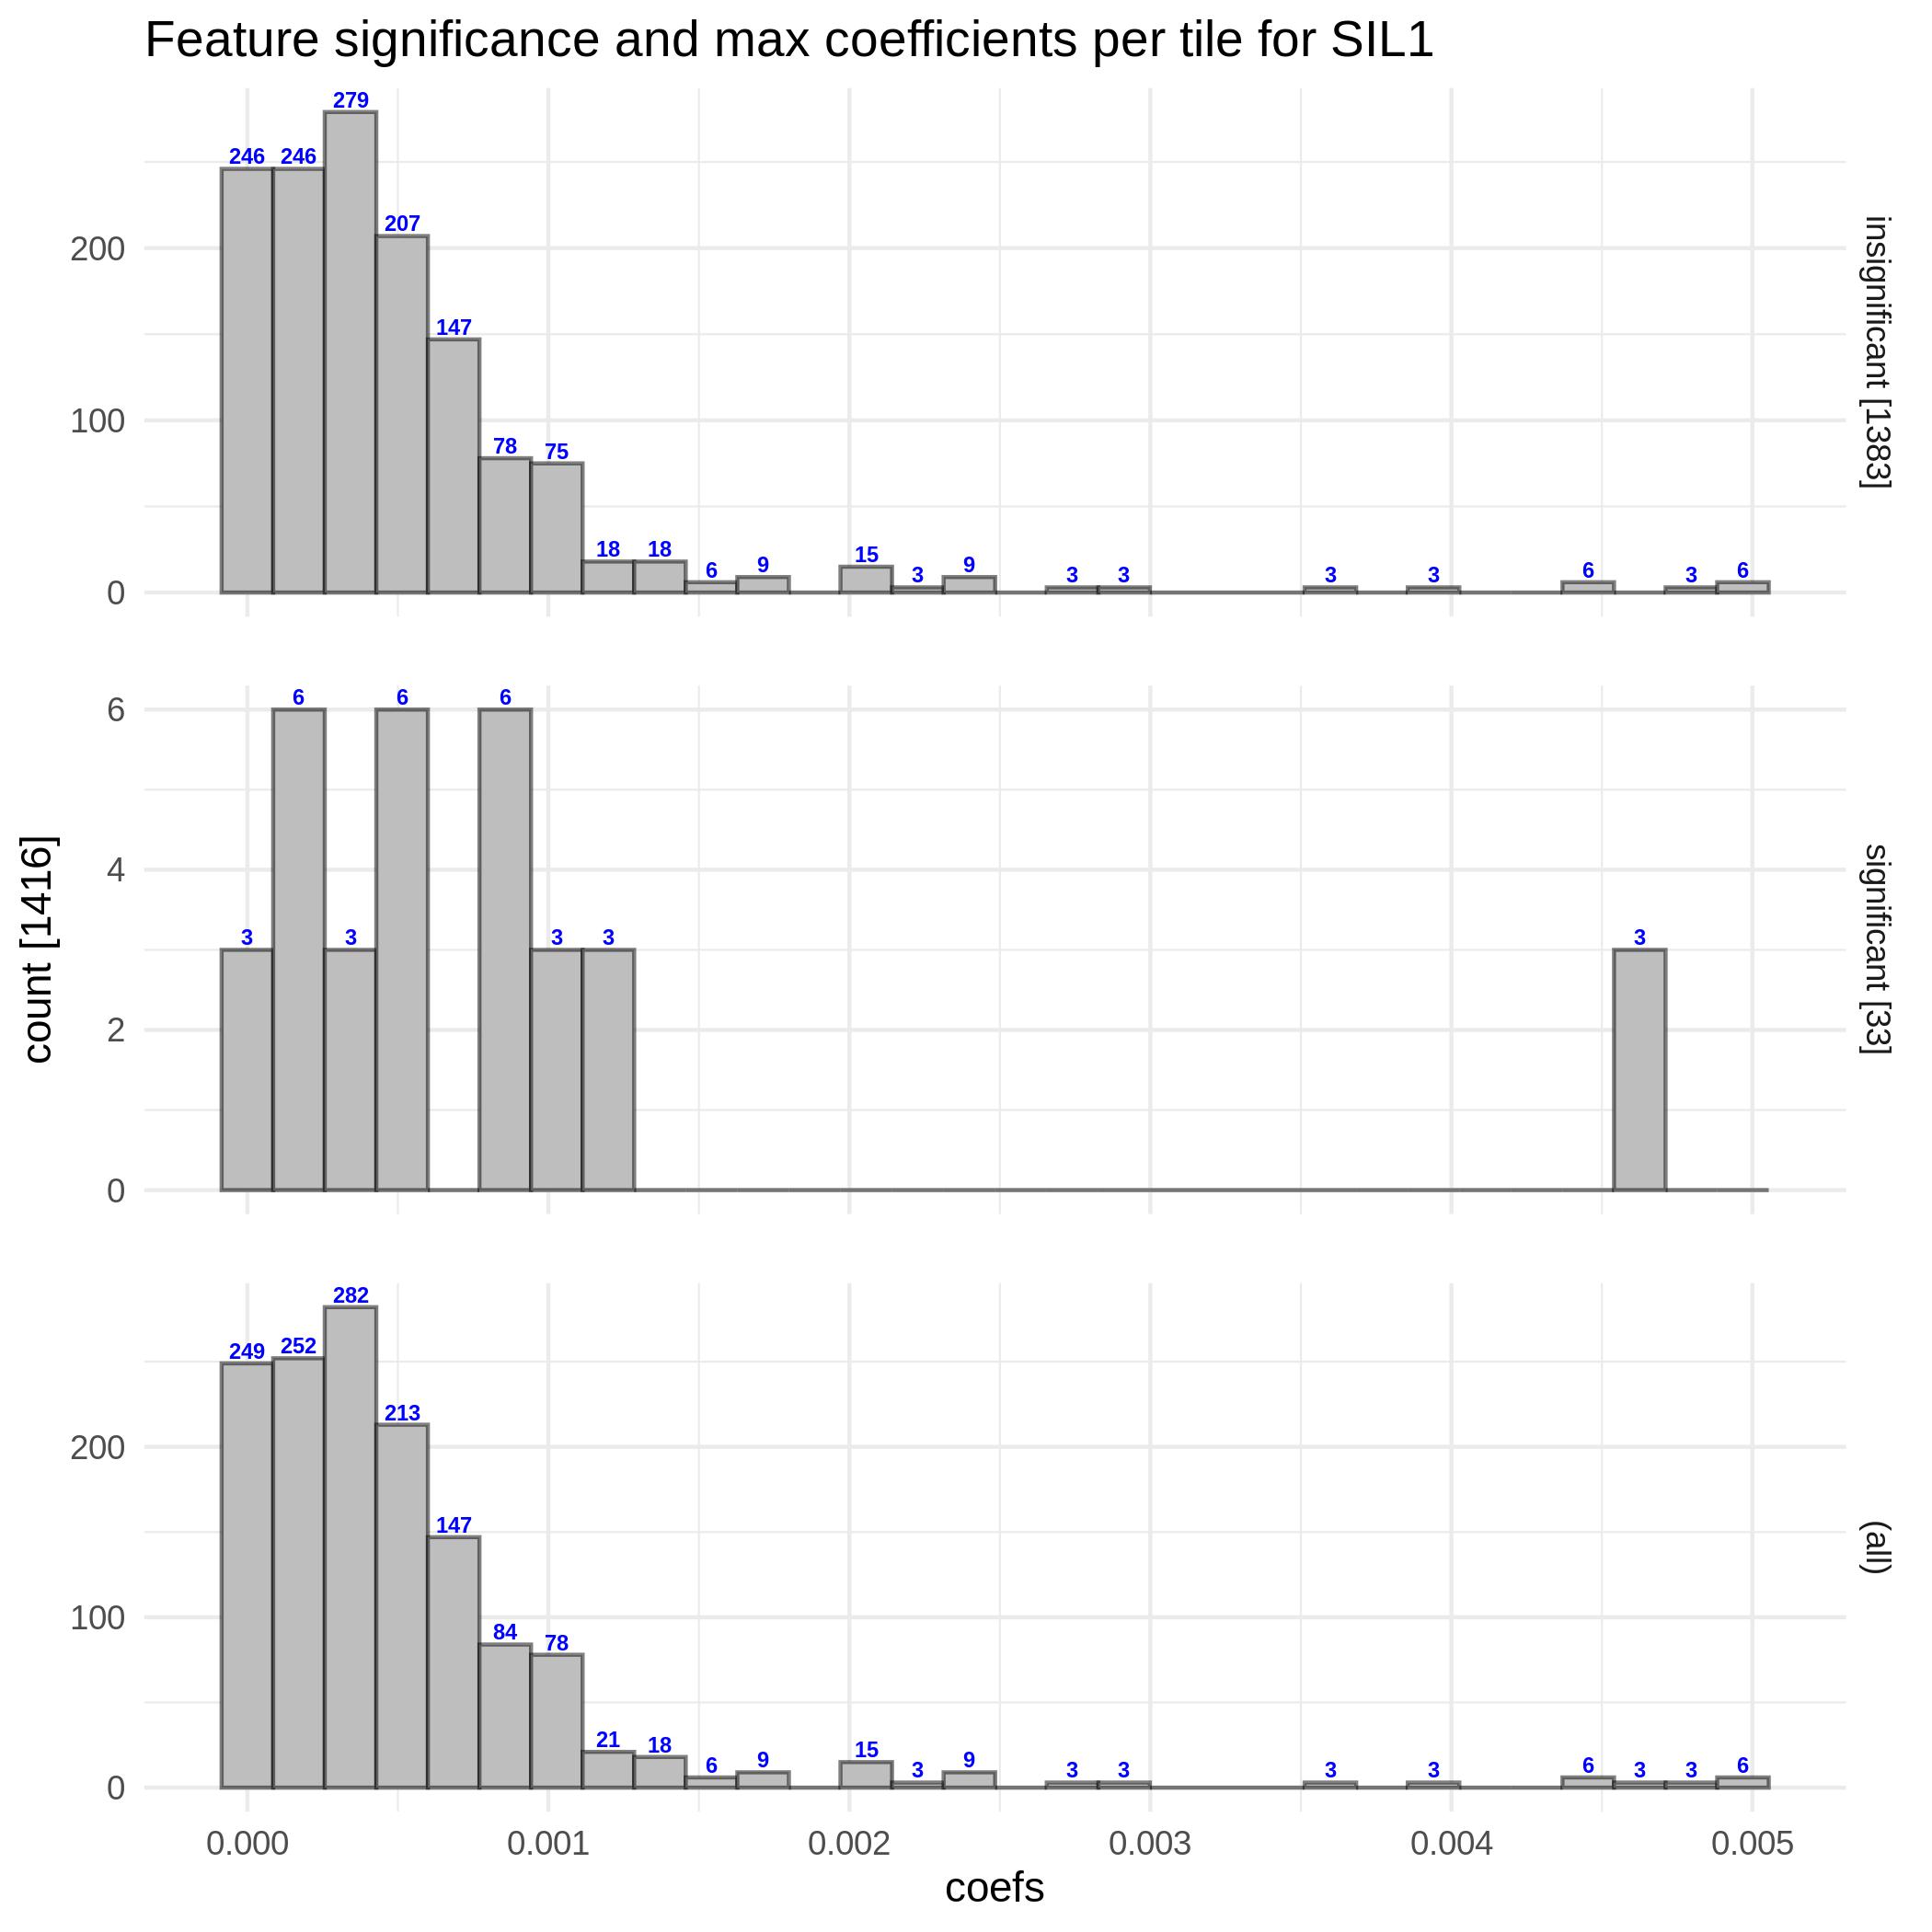 Feature significance and max coefficients per tile for SIL1
279
246 246
207
147
78 75
18 18 6 9 15 3 9 3 3 3 3 6 3 6
200
100
0
insignificant [1383]
6 6 6
3 3 3 3 3
6
4
2
0
significant [33]
count [1416]
282
249 252
213
147
84 78
21 18 6 9 15 3 9 3 3 3 3 6 3 3 6
200
100
0
(all)
0.000 0.001 0.002 0.003 0.004 0.005
coefs